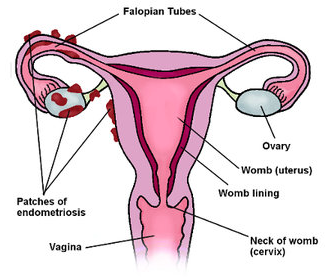 Falopian Tubes
Ovary
Womb (uterus)
Womb lining
Patches of
endometriosis
Vagina
Neck of womb
(cervix)